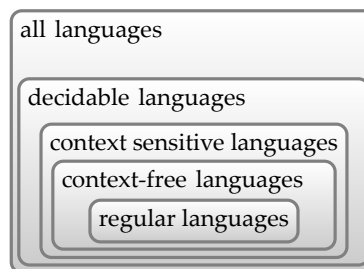 all languages
decidable languages
context sensitive languages
context-free languages
regular languages